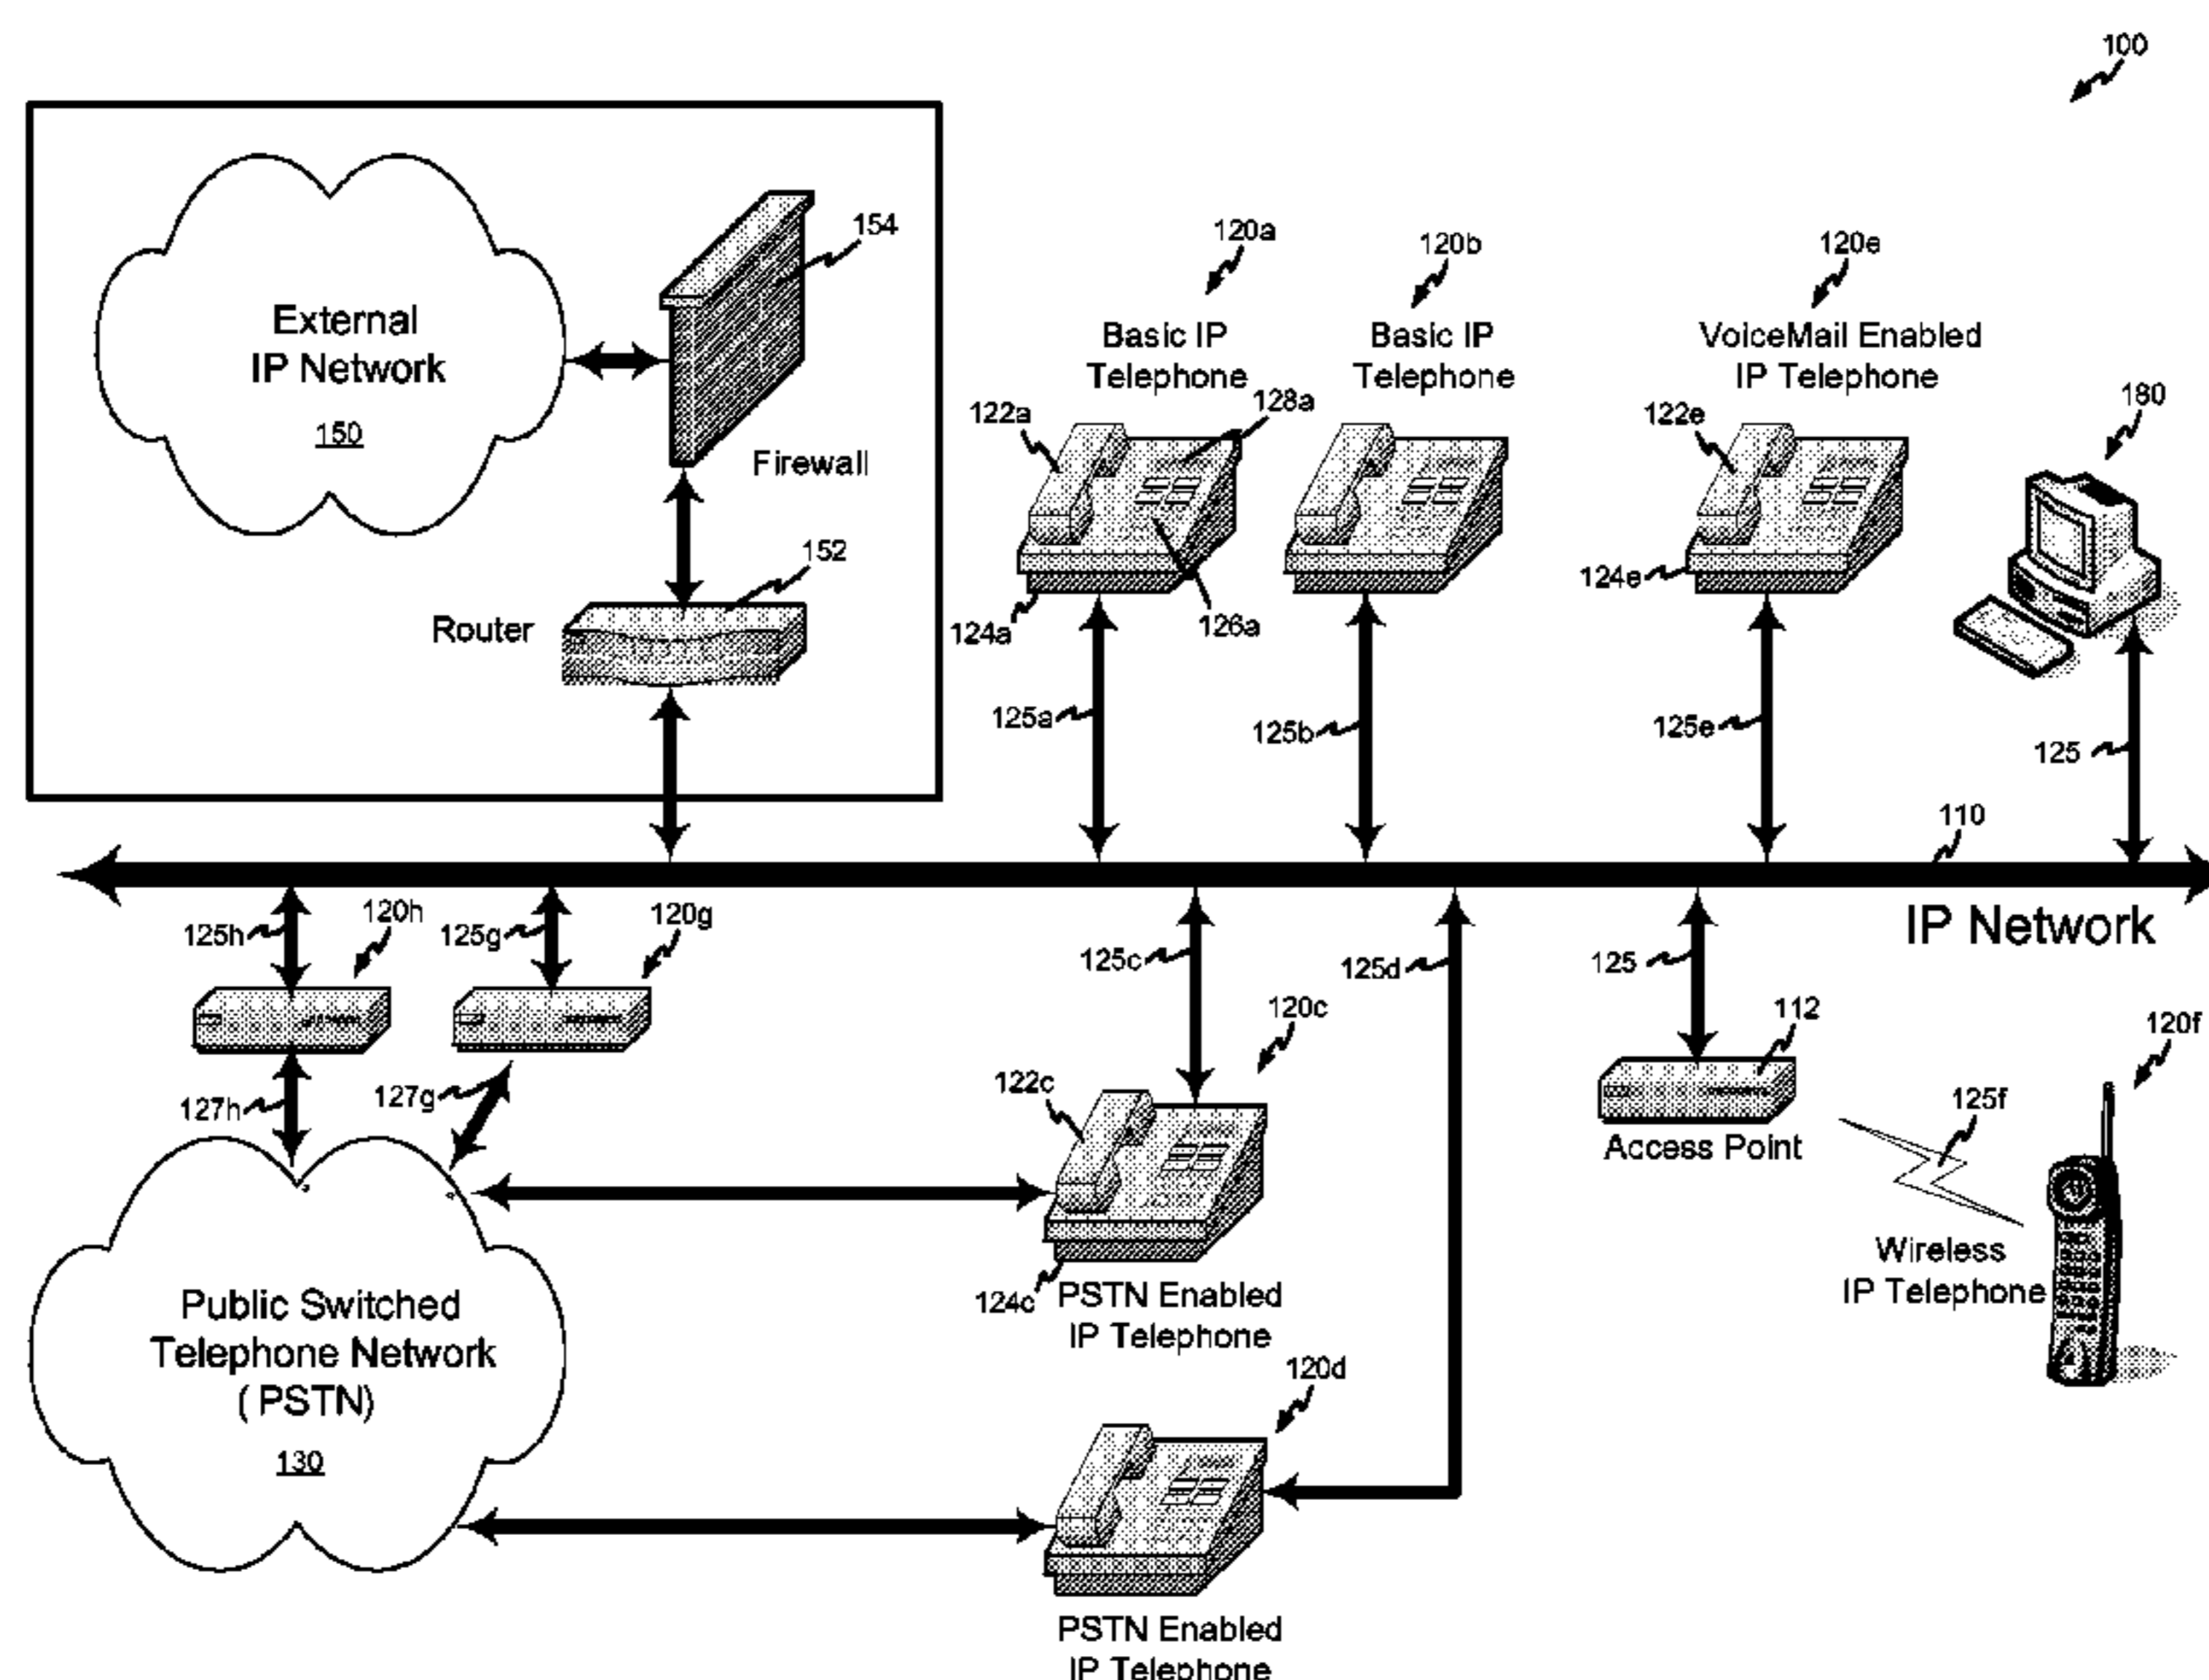 100
154
External
IP Network
150
Firewall
152
Router
120a
Basic IP
Telephone
122a
128a
124a
126a
125a
120b
Basic IP
Telephone
125b
120e
VoiceMail Enabled
IP Telephone
122e
124e
125e
180
125
110
IP Network
125h
120h
125g
120g
127h
127g
125c
120c
122c
124c
PSTN Enabled
IP Telephone
125d
120d
PSTN Enabled
IP Telephone
125
112
Access Point
120f
125f
Wireless
IP Telephone
Public Switched
Telephone Network
( PSTN)
130